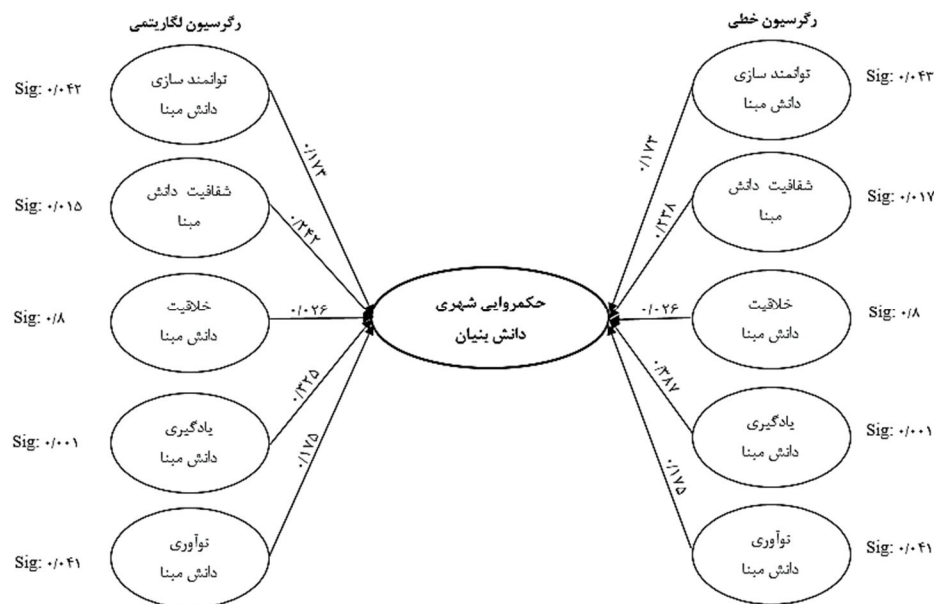 رگرسیون خطی
توانمند سازی
دانش مبنا
Sig: ۰/۰۴۳
۰/۱۷۳
شفافیت دانش
مبنا
Sig: ۰/۰۱۷
۰/۲۳۸
خلاقیت
دانش مبنا
Sig: ۰/۸
۰/۰۲۶
یادگیری
دانش مبنا
Sig: ۰/۰۰۱
۰/۳۸۷
نوآوری
دانش مبنا
Sig: ۰/۰۴۱
۰/۱۷۵
حکمروایی شهری
دانش بنیان
رگرسیون لگاریتمی
توانمند سازی
دانش مبنا
Sig: ۰/۰۴۲
۰/۱۷۳
شفافیت دانش
مبنا
Sig: ۰/۰۱۵
۰/۲۴۲
خلاقیت
دانش مبنا
Sig: ۰/۸
۰/۰۲۶
یادگیری
دانش مبنا
Sig: ۰/۰۰۱
۰/۳۲۵
نوآوری
دانش مبنا
Sig: ۰/۰۴۱
۰/۱۷۵